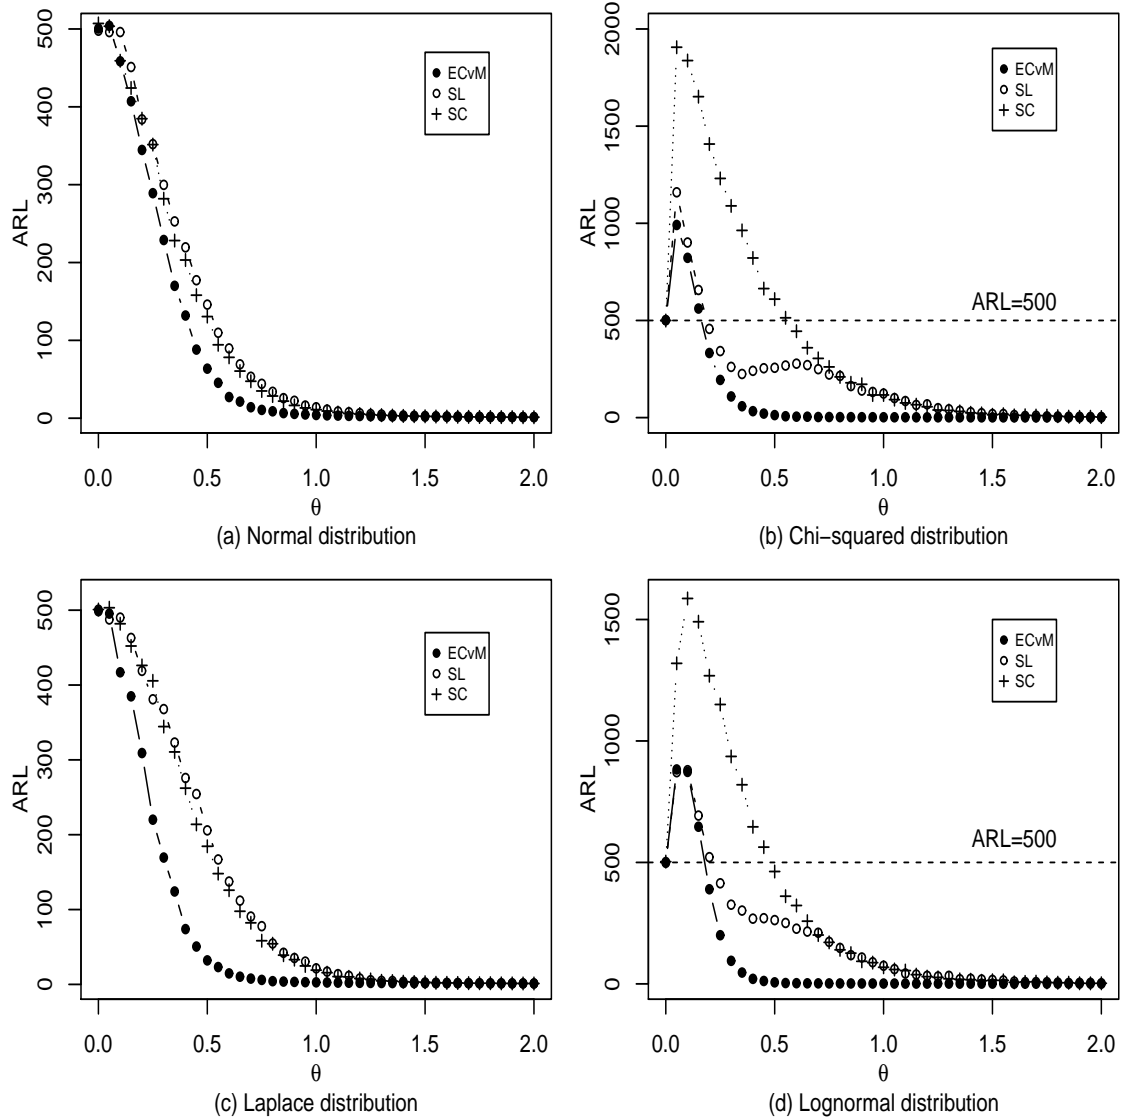 500
400
300
200
100
0
ARL
ECvM
SL
SC
0.0 0.5 1.0 1.5 2.0
θ
(a) Normal distribution
2000
1500
1000
500
0
ARL
ECvM
SL
SC
ARL=500
0.0 0.5 1.0 1.5 2.0
θ
(b) Chi−squared distribution
500
400
300
200
100
0
ARL
ECvM
SL
SC
0.0 0.5 1.0 1.5 2.0
θ
(c) Laplace distribution
1500
1000
500
0
ARL
ECvM
SL
SC
ARL=500
0.0 0.5 1.0 1.5 2.0
θ
(d) Lognormal distribution